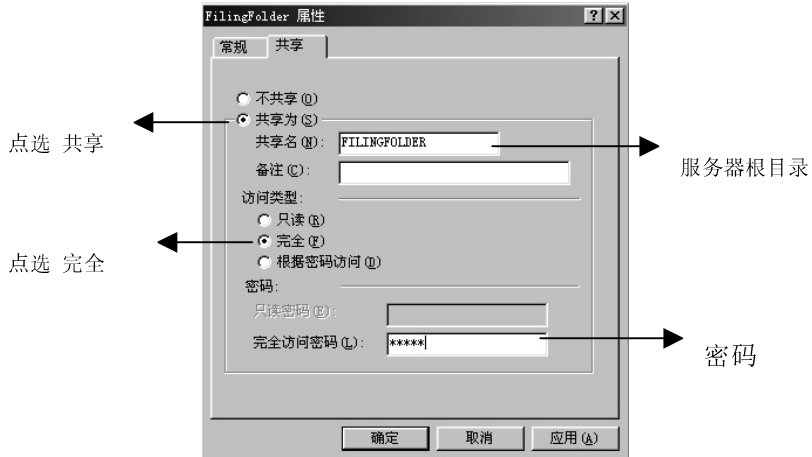 FilingFolder 属性
常规 共享
不共享(O)
点选 共享
共享为(S)
共享名(N): FILINGFOLDER
服务器根目录
备注(C):
访问类型:
只读(R)
点选 完全
完全(F)
根据密码访问(D)
密码:
只读密码(E):
完全访问密码(L): *****
密码
确定 取消 应用(A)